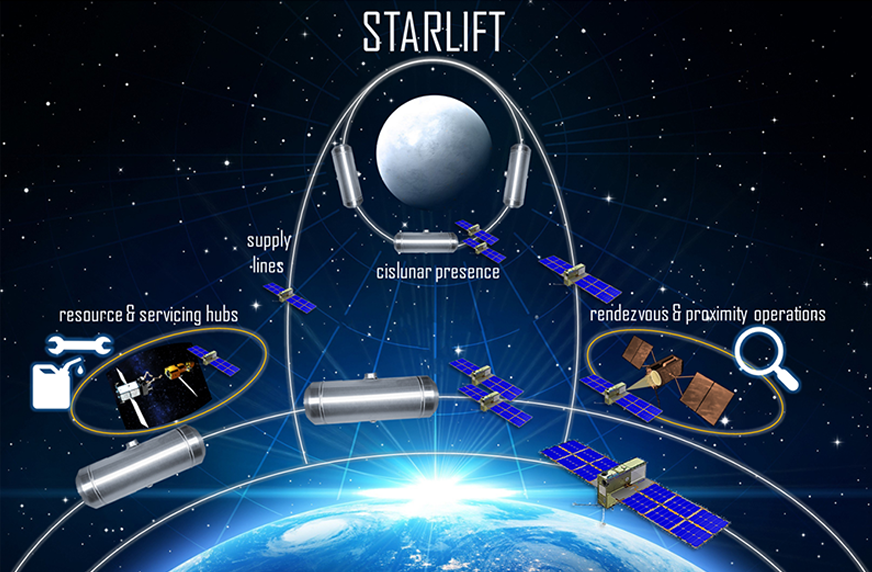 STARLIFT
supply
lines
cislunar presence
resource & servicing hubs
rendezvous & proximity operations